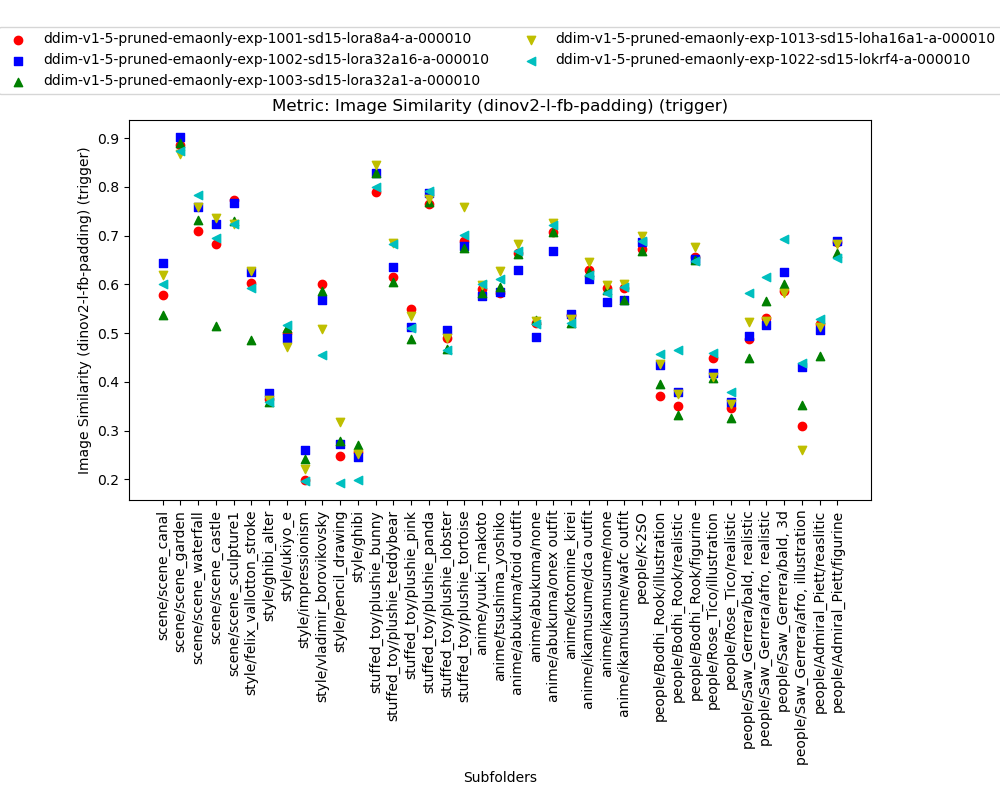 ddim-v1-5-pruned-emaonly-exp-1001-sd15-lora8a4-a-000010
ddim-v1-5-pruned-emaonly-exp-1002-sd15-lora32a16-a-000010
ddim-v1-5-pruned-emaonly-exp-1003-sd15-lora32a1-a-000010
ddim-v1-5-pruned-emaonly-exp-1013-sd15-loha16a1-a-000010
ddim-v1-5-pruned-emaonly-exp-1022-sd15-lokrf4-a-000010
Metric: Image Similarity (dinov2-l-fb-padding) (trigger)
Image Similarity (dinov2-l-fb-padding) (trigger)
0.9
0.8
0.7
0.6
0.5
0.4
0.3
0.2
scene/scene_canal
scene/scene_garden
scene/scene_waterfall
scene/scene_castle
scene/scene_sculpture1
style/felix_vallotton_stroke
style/ghibi_alter
style/ukiyo_e
style/impressionism
style/vladimir_borovikovsky
style/pencil_drawing
style/ghibi
stuffed_toy/plushie_bunny
stuffed_toy/plushie_teddybear
stuffed_toy/plushie_pink
stuffed_toy/plushie_panda
stuffed_toy/plushie_lobster
stuffed_toy/plushie_tortoise
anime/yuuki_makoto
anime/tsushima_yoshiko
anime/abukuma/toid outfit
anime/abukuma/none
anime/abukuma/onex outfit
anime/kotomine_kirei
anime/ikamusume/dca outfit
anime/ikamusume/none
anime/ikamusume/wafc outfit
people/K-2SO
people/Bodhi_Rook/illustration
people/Bodhi_Rook/realistic
people/Bodhi_Rook/figurine
people/Rose_Tico/illustration
people/Rose_Tico/realistic
people/Saw_Gerrera/bald, realistic
people/Saw_Gerrera/afro, realistic
people/Saw_Gerrera/bald, 3d
people/Saw_Gerrera/afro, illustration
people/Admiral_Piett/reaslitic
people/Admiral_Piett/figurine
Subfolders